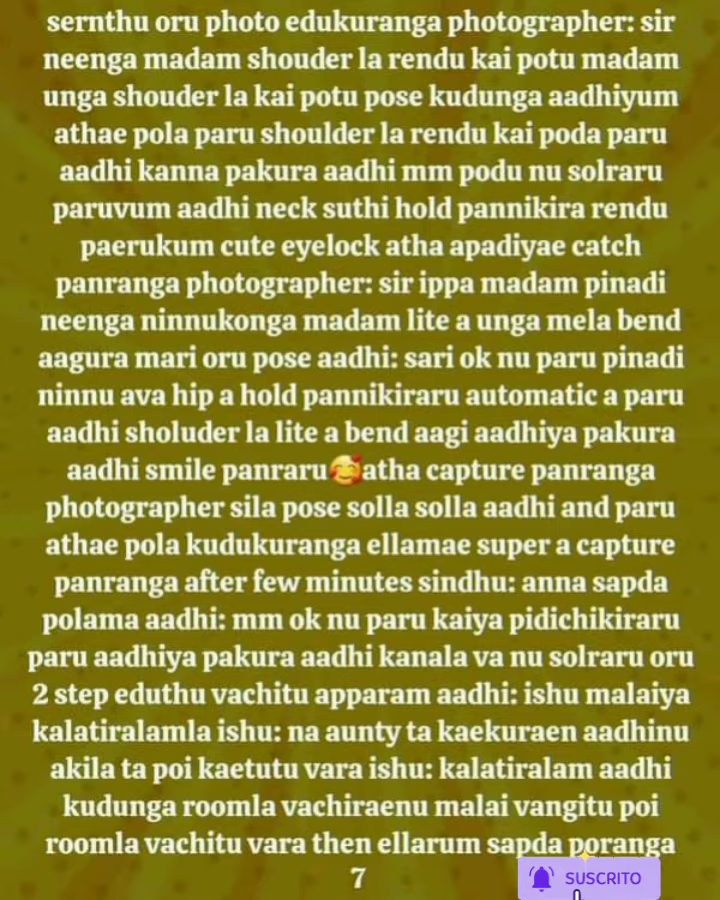 sernthu oru photo edukuranga photographer: sir
neenga madam shouder la rendu kai potu madam
unga shouder la kai potu pose kudunga aadhiyum
athae pola paru shoulder la rendu kai poda paru
aadhi kanna pakura aadhi mm podu nu solraru
paruvum aadhi neck suthi hold pannikira rendu
paerukum cute eyelock atha apadiyae catch
panranga photographer: sir ippa madam pinadi
neenga ninnukonga madam lite a unga mela bend
aagura mari oru pose aadhi: sari ok nu paru pinadi
ninnu ava hip a hold pannikiraru automatic a paru
aadhi sholuder la lite a bend aagi aadhiya pakura
aadhi smile panraru🥰atha capture panranga
photographer sila pose solla solla aadhi and paru
athae pola kudukuranga ellamae super a capture
panranga after few minutes sindhu: anna sapda
polama aadhi: mm ok nu paru kaiya pidichikiraru
paru aadhiya pakura aadhi kanala va nu solraru oru
2 step eduthu vachitu apparam aadhi: ishu malaiya
kalatiralamla ishu: na aunty ta kaekuraen aadhinu
akila ta poi kaetutu vara ishu: kalatiralam aadhi
kudunga roomla vachiraenu malai vangitu poi
roomla vachitu vara then ellarum sapda poranga
7
SUSCRITO